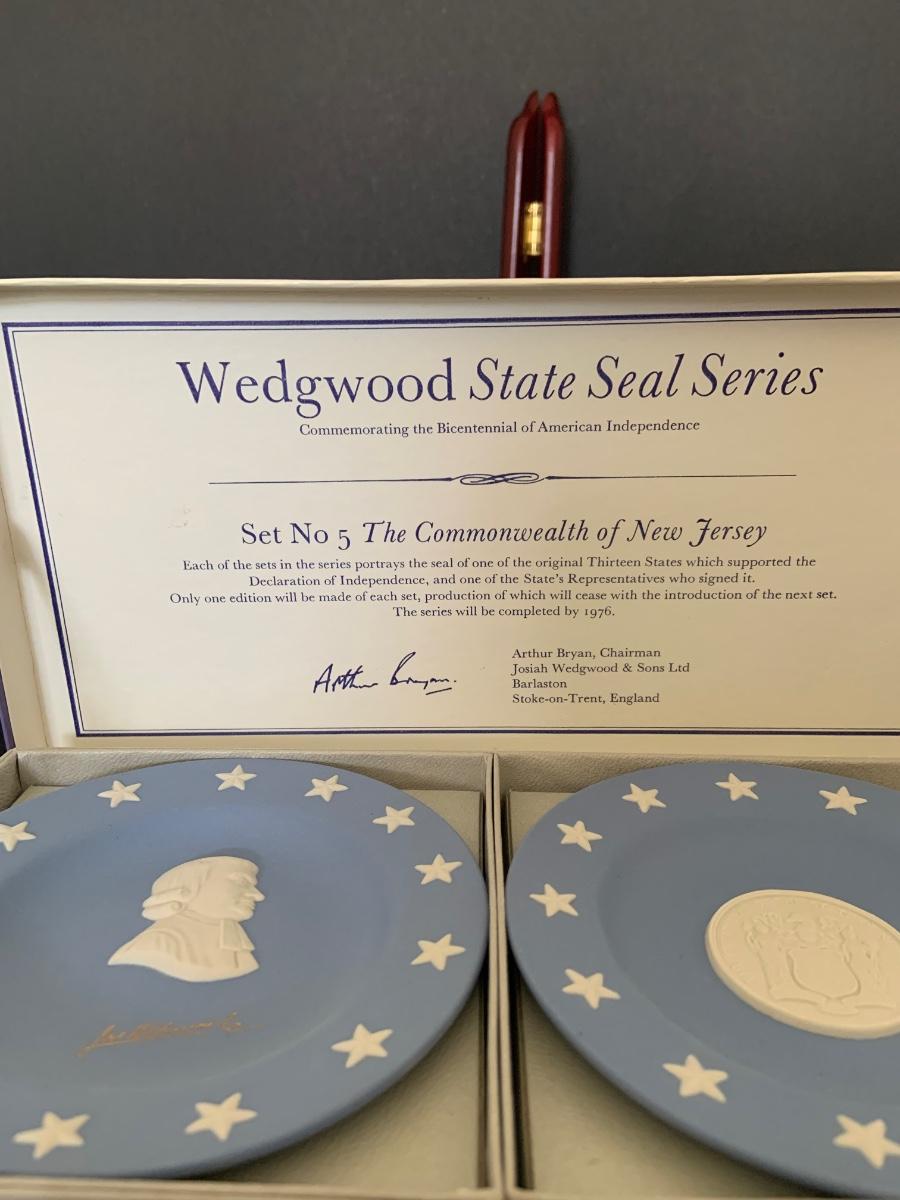 Wedgwood State Seal Series
Commemorating the Bicentennial of American Independence
Set No 5 The Commonwealth of New Jersey
Each of the sets in the series portrays the seal of one of the original Thirteen States which supported the
Declaration of Independence, and one of the State's Representatives who signed it.
Only one edition will be made of each set, production of which will cease with the introduction of the next set.
The series will be completed by 1976.
Arthur Bryan.
Arthur Bryan, Chairman
Josiah Wedgwood & Sons Ltd
Barlaston
Stoke-on-Trent, England